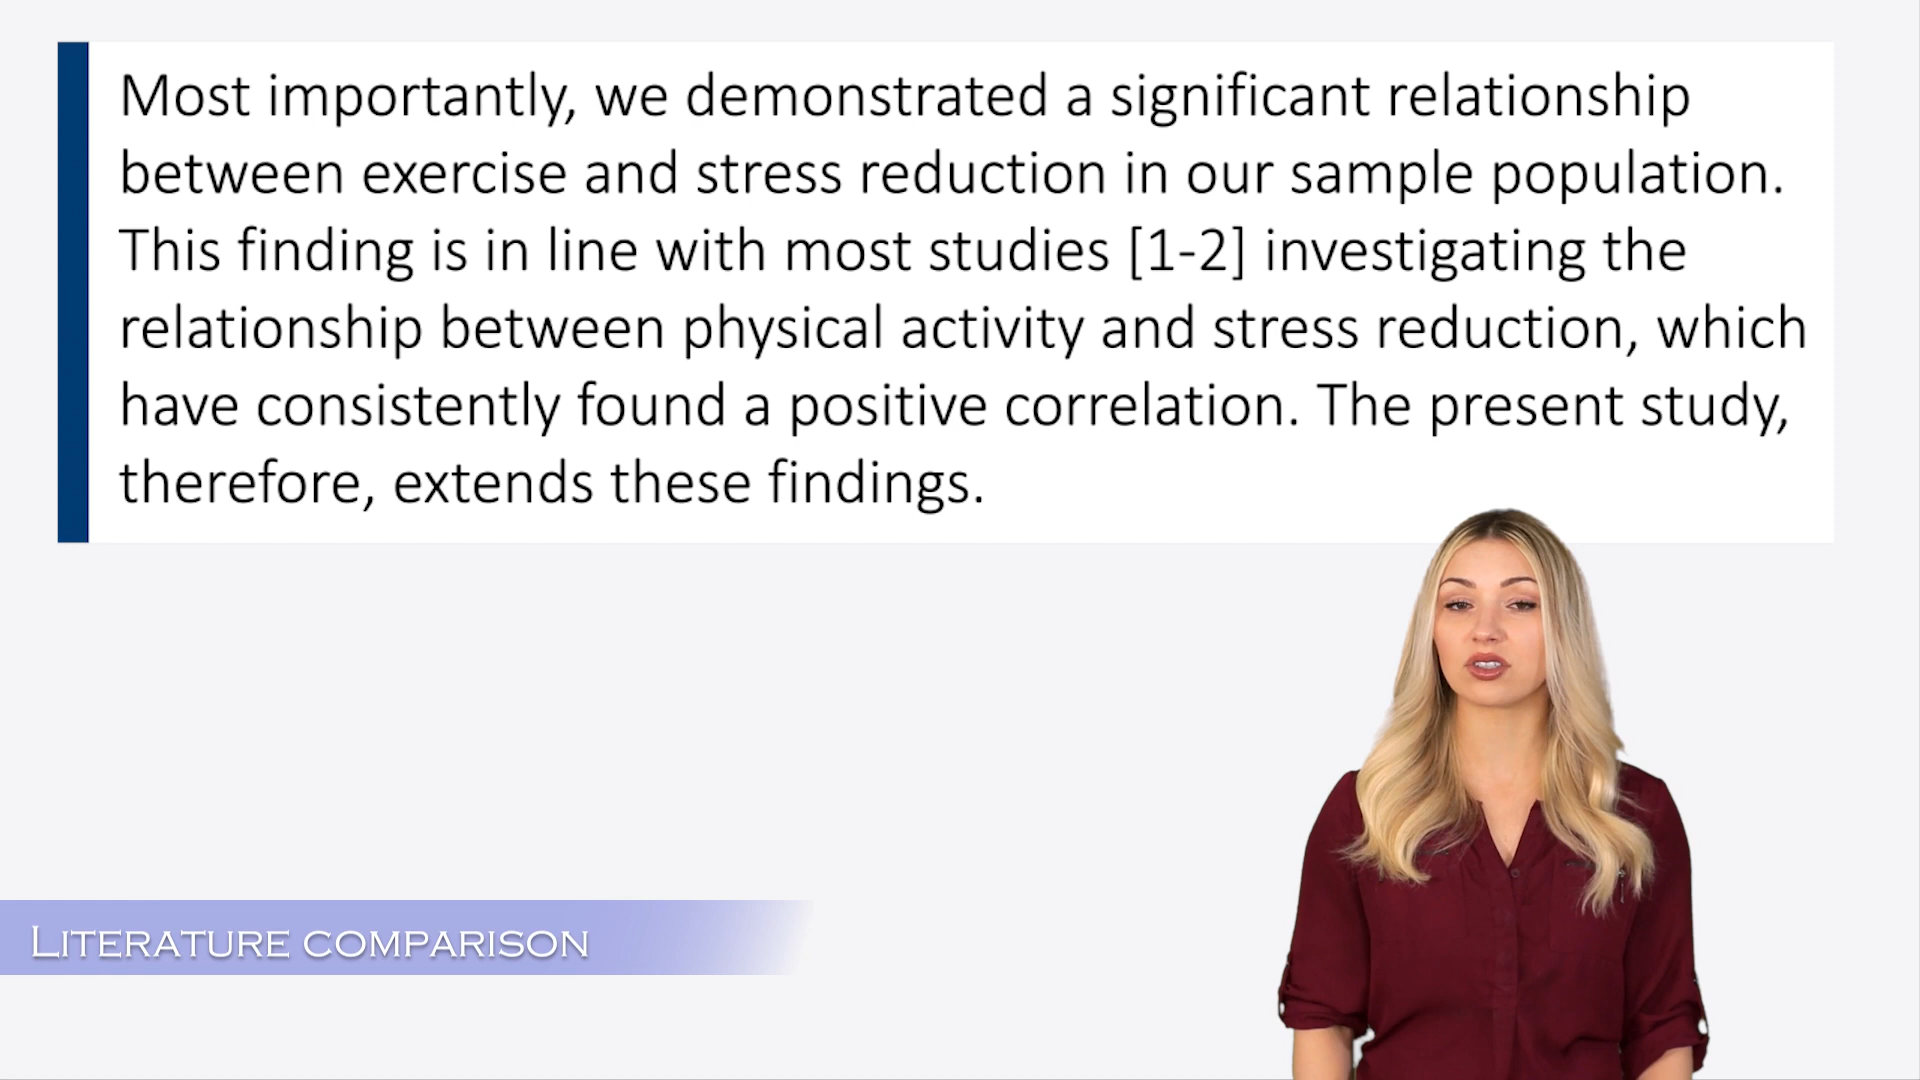 Most importantly, we demonstrated a significant relationship
between exercise and stress reduction in our sample population.
This finding is in line with most studies [1-2] investigating the
relationship between physical activity and stress reduction, which
have consistently found a positive correlation. The present study,
therefore, extends these findings.
Literature comparison